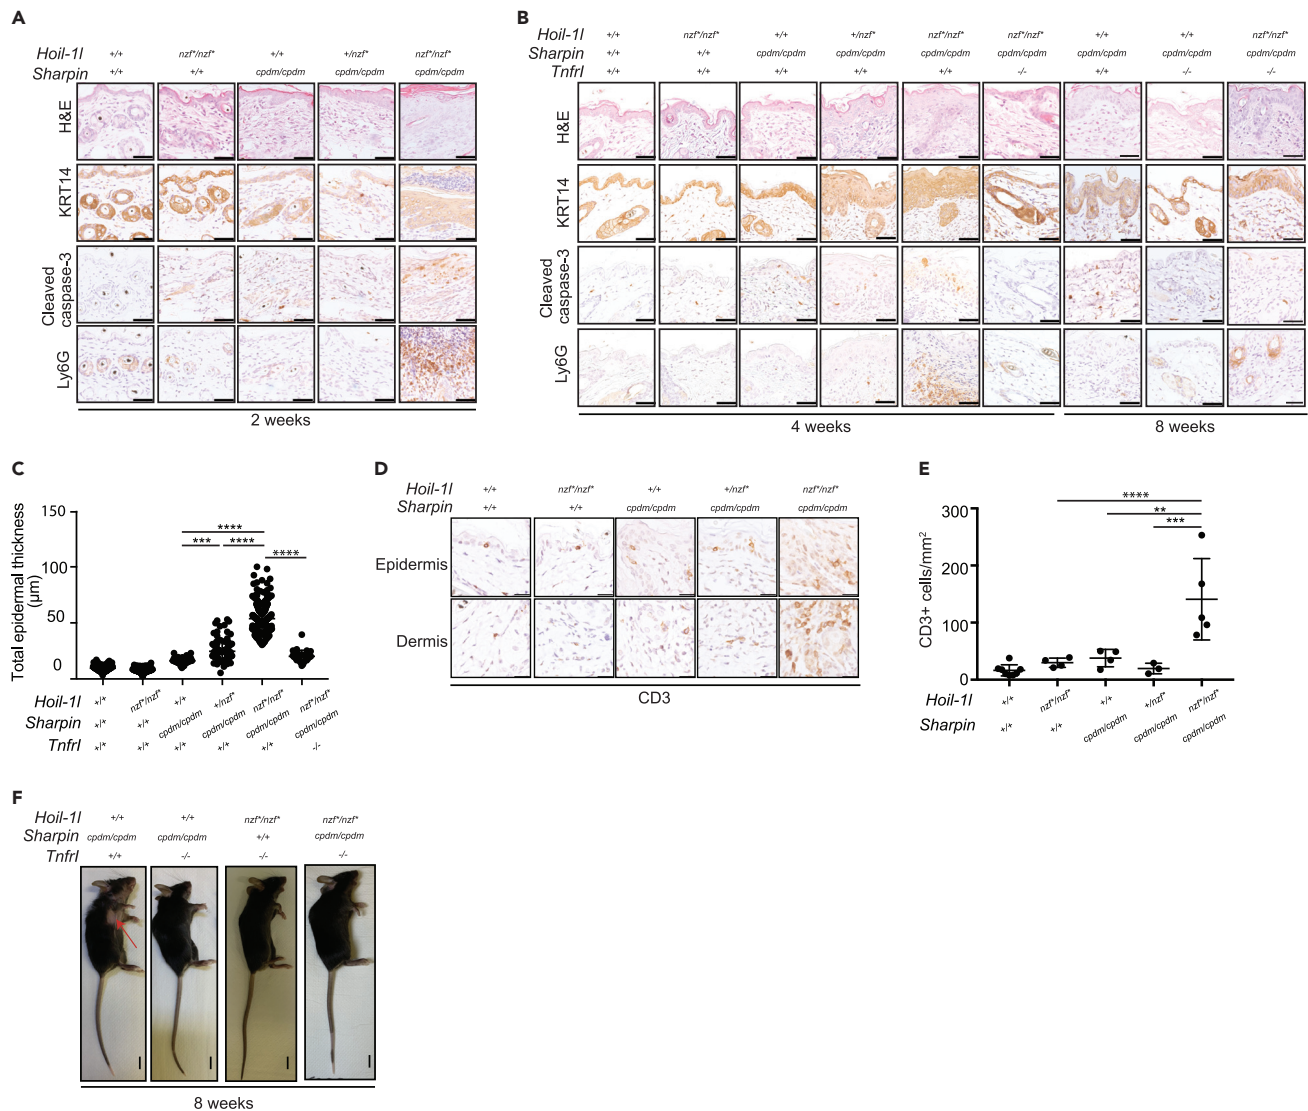 A
Hoil-1l +/+ nzf*/nzf* +/+ +/nzf* nzf*/nzf*
Sharpin +/+ +/+ cpdm/cpdm cpdm/cpdm cpdm/cpdm
H&E
KRT14
Cleaved
caspase-3
Ly6G
2 weeks
B
Hoil-1l +/+ nzf*/nzf* +/+ +/nzf* nzf*/nzf* nzf*/nzf* +/+ +/+ nzf*/nzf*
Sharpin +/+ +/+ cpdm/cpdm cpdm/cpdm cpdm/cpdm cpdm/cpdm cpdm/cpdm cpdm/cpdm cpdm/cpdm
TnfrI +/+ +/+ +/+ +/+ +/+ -/- +/+ -/- -/-
H&E
KRT14
Cleaved
caspase-3
Ly6G
4 weeks 8 weeks
C
Total epidermal thickness
(µm)
150
100
50
0
****
*** **** ****
Hoil-1l +/+ nzf*/nzf* +/+ +/nzf* nzf*/nzf* nzf*/nzf*
Sharpin +/+ +/+ cpdm/cpdm cpdm/cpdm cpdm/cpdm cpdm/cpdm
TnfrI +/+ +/+ +/+ +/+ +/+ -/-
D
Hoil-1l +/+ nzf*/nzf* +/+ +/nzf* nzf*/nzf*
Sharpin +/+ +/+ cpdm/cpdm cpdm/cpdm cpdm/cpdm
Epidermis
Dermis
CD3
E
CD3+ cells/mm²
300
200
100
0
****
**
***
Hoil-1l +/+ nzf*/nzf* +/+ +/nzf* nzf*/nzf*
Sharpin +/+ +/+ cpdm/cpdm cpdm/cpdm cpdm/cpdm
F
Hoil-1l +/+ +/+ nzf*/nzf* nzf*/nzf*
Sharpin cpdm/cpdm cpdm/cpdm +/+ cpdm/cpdm
TnfrI +/+ -/- -/- -/-
8 weeks